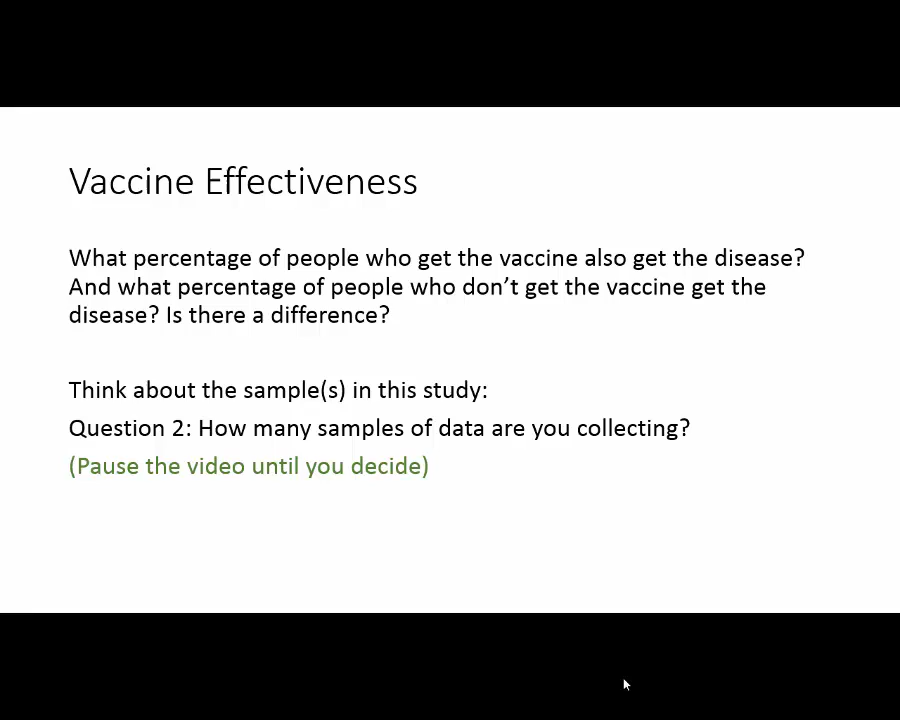 Vaccine Effectiveness
What percentage of people who get the vaccine also get the disease?
And what percentage of people who don’t get the vaccine get the
disease? Is there a difference?
Think about the sample(s) in this study:
Question 2: How many samples of data are you collecting?
(Pause the video until you decide)